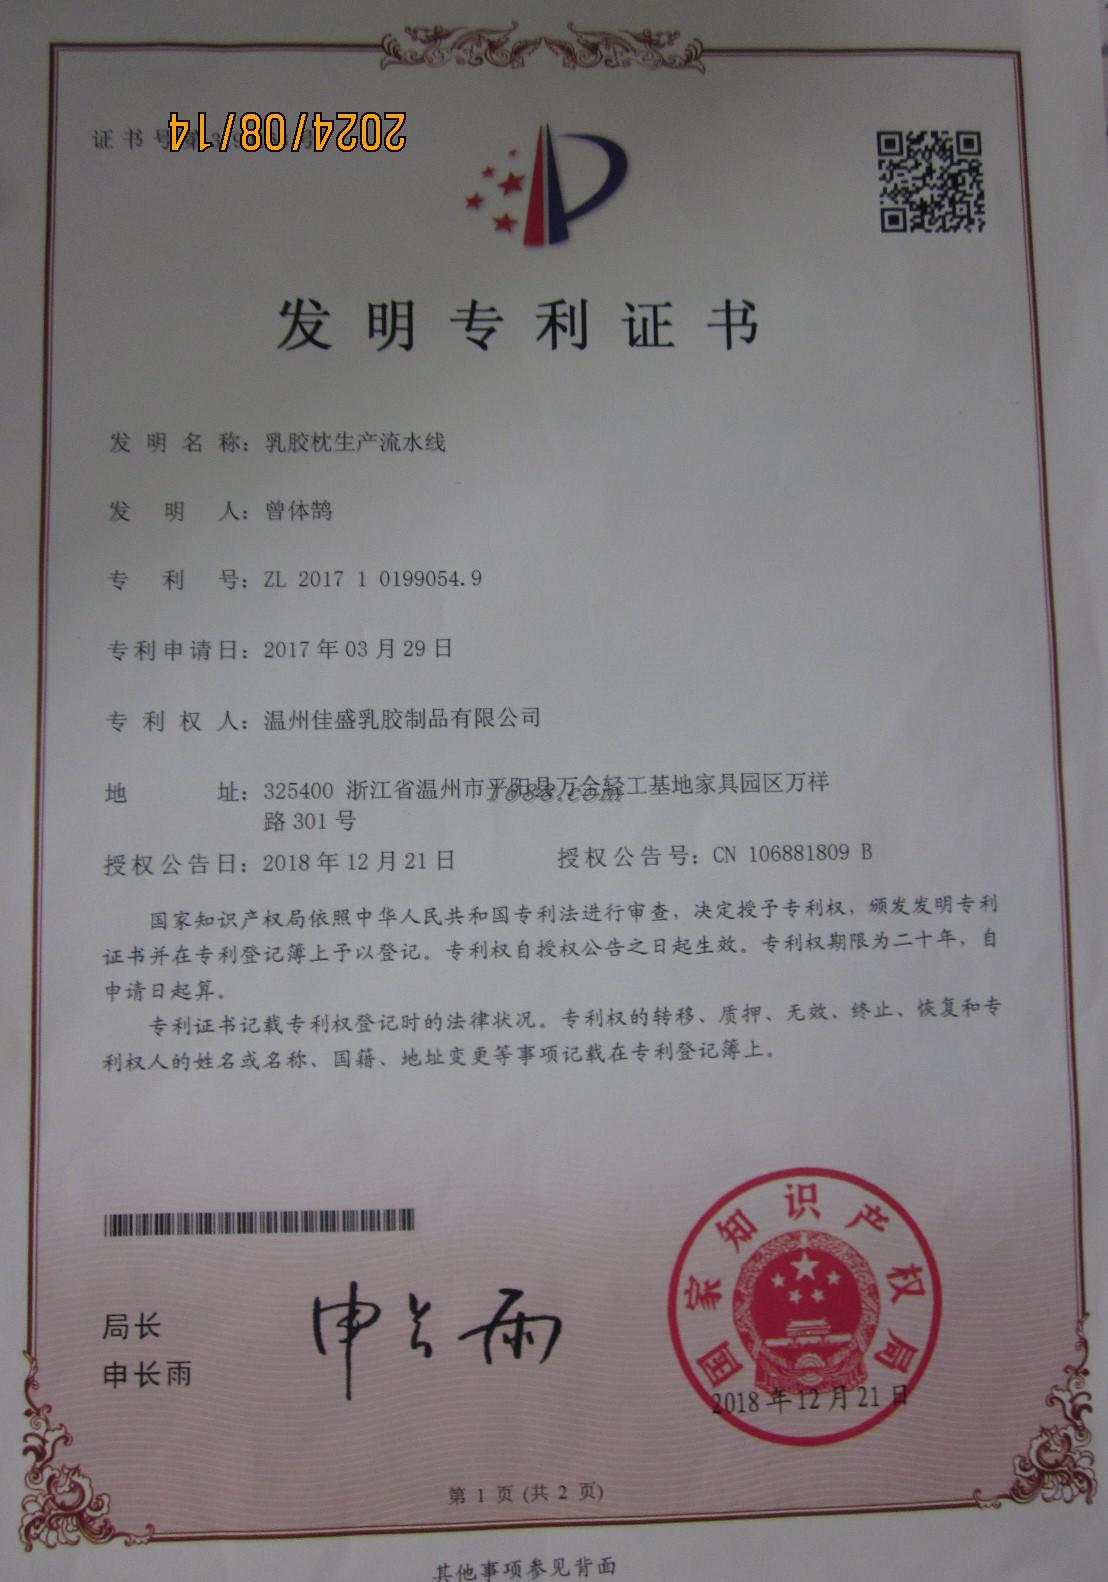 证书号第
2024/08/14
发明专利证书
发明名称：乳胶枕生产流水线
发明人：曾体鹄
专利号：ZL 2017 1 0199054.9
专利申请日：2017年03月29日
专利权人：温州佳盛乳胶制品有限公司
地址：325400 浙江省温州市平阳县万全轻工基地家具园区万祥
路301号
1688.com
授权公告日：2018年12月21日 授权公告号：CN 106881809 B
国家知识产权局依照中华人民共和国专利法进行审查，决定授予专利权，颁发发明专利
证书并在专利登记簿上予以登记。专利权自授权公告之日起生效。专利权期限为二十年，自
申请日起算。
专利证书记载专利权登记时的法律状况。专利权的转移、质押、无效、终止、恢复和专
利权人的姓名或名称、国籍、地址变更等事项记载在专利登记簿上。
局长
申长雨
申长雨
国家知识产权局
2018年12月21日
第 1 页 (共 2 页)
其他事项参见背面